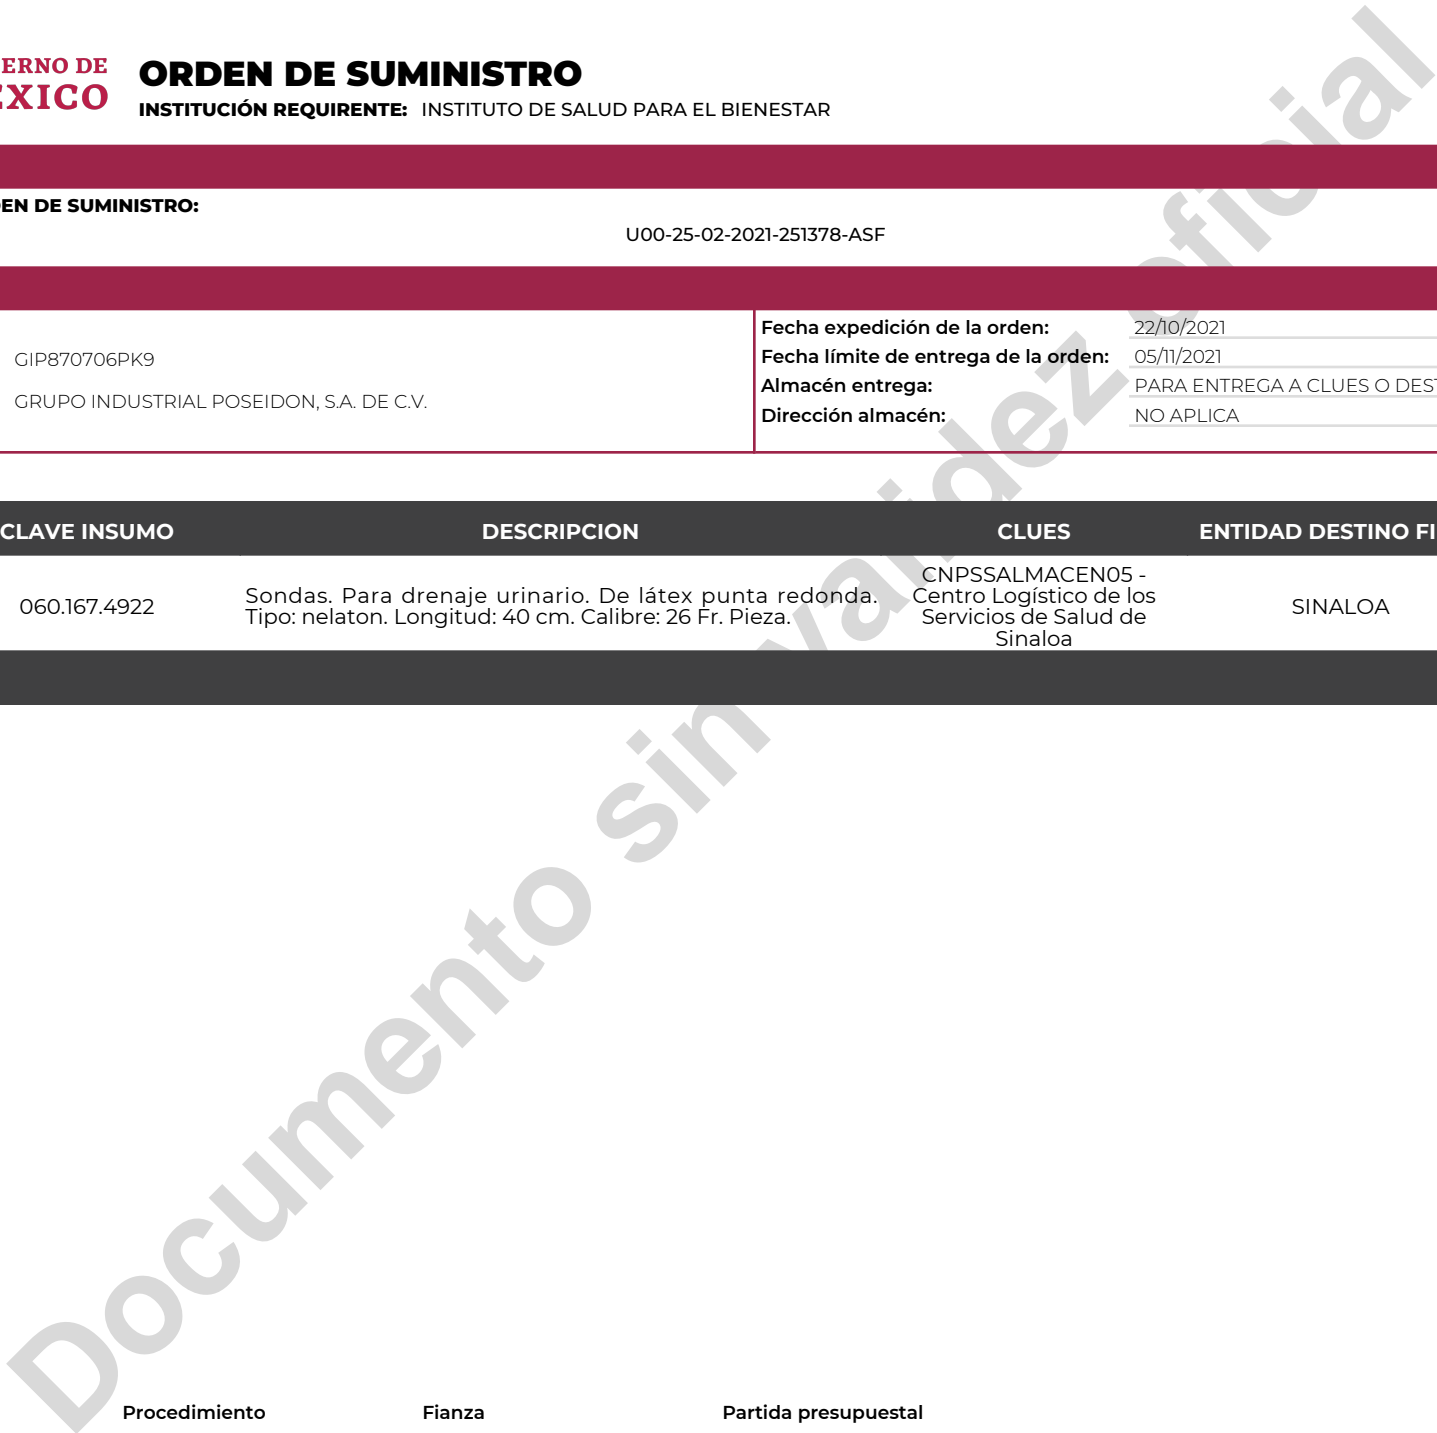 ERNO DE
ÉXICO
ORDEN DE SUMINISTRO
INSTITUCIÓN REQUIRENTE: INSTITUTO DE SALUD PARA EL BIENESTAR
EN DE SUMINISTRO:
U00-25-02-2021-251378-ASF
GIP870706PK9
GRUPO INDUSTRIAL POSEIDON, S.A. DE C.V.
Fecha expedición de la orden: 22/10/2021
Fecha límite de entrega de la orden: 05/11/2021
Almacén entrega: PARA ENTREGA A CLUES O DEST
Dirección almacén: NO APLICA
CLAVE INSUMO DESCRIPCION CLUES ENTIDAD DESTINO FI
060.167.4922
Sondas. Para drenaje urinario. De látex punta redonda.
Tipo: nelaton. Longitud: 40 cm. Calibre: 26 Fr. Pieza.
CNPSSALMACEN05 -
Centro Logístico de los
Servicios de Salud de
Sinaloa
SINALOA
Documento sin validez oficial
Procedimiento Fianza Partida presupuestal